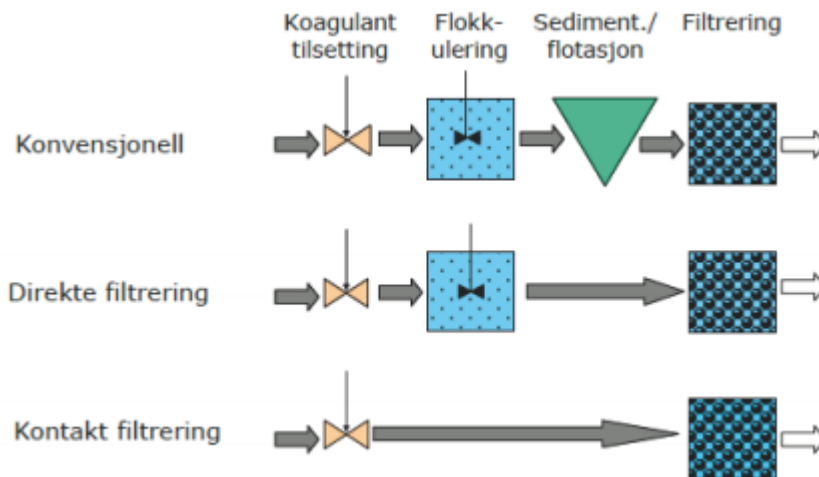 Koagulant
tilsetting
Flokk-
ulering
Sediment./
flotasjon
Filtrering
Konvensjonell
Direkte filtrering
Kontakt filtrering